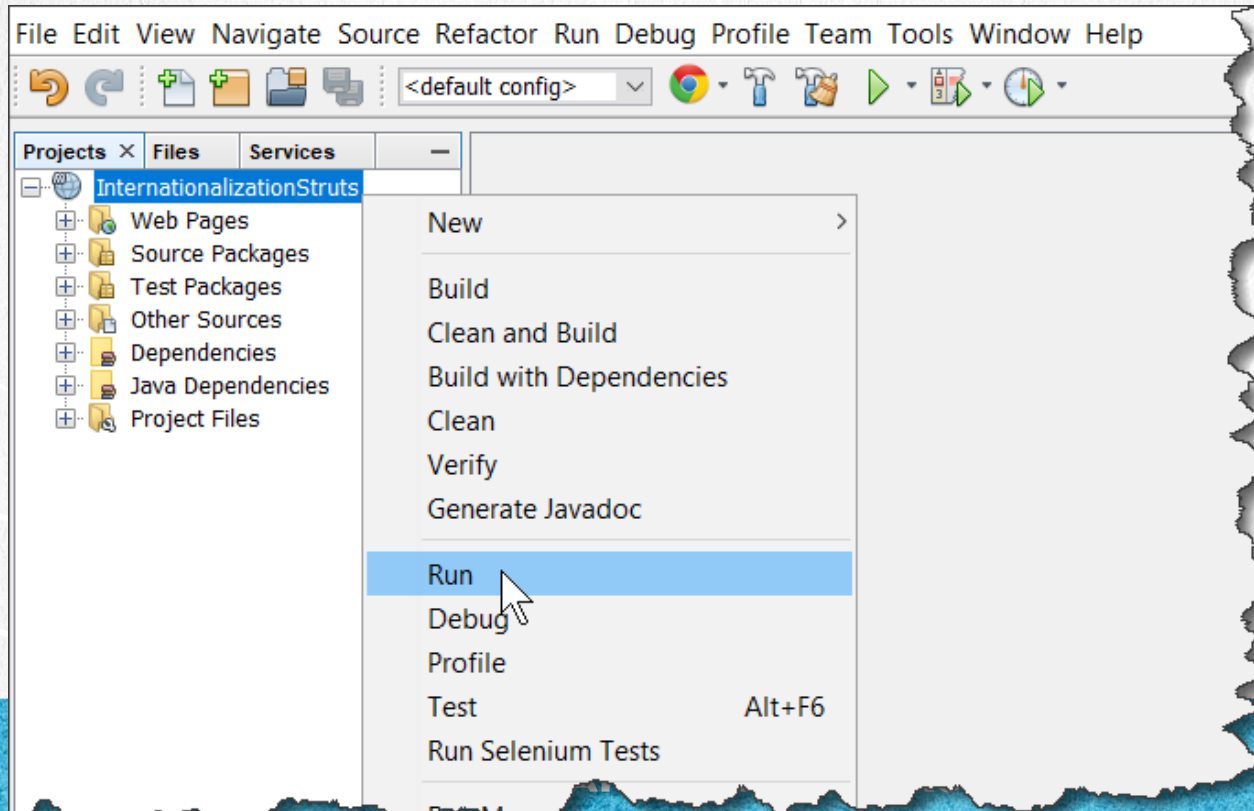 File Edit View Navigate Source Refactor Run Debug Profile Team Tools Window Help
<default config>
Projects Files Services
InternationalizationStruts
Web Pages
Source Packages
Test Packages
Other Sources
Dependencies
Java Dependencies
Project Files
New
Build
Clean and Build
Build with Dependencies
Clean
Verify
Generate Javadoc
Run
Debug
Profile
Test Alt+F6
Run Selenium Tests